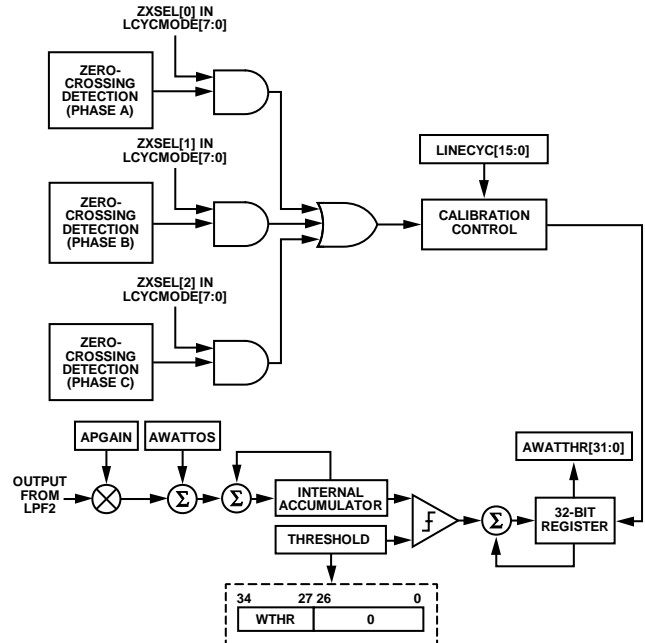 ZXSEL[0] IN
LCYCMODE[7:0]
ZERO-
CROSSING
DETECTION
(PHASE A)
ZXSEL[1] IN
LCYCMODE[7:0]
ZERO-
CROSSING
DETECTION
(PHASE B)
ZXSEL[2] IN
LCYCMODE[7:0]
ZERO-
CROSSING
DETECTION
(PHASE C)
LINECYC[15:0]
CALIBRATION
CONTROL
APGAIN
AWATTOS
AWATTHR[31:0]
OUTPUT
FROM
LPF2
Σ
Σ
INTERNAL
ACCUMULATOR
THRESHOLD
Σ
32-BIT
REGISTER
34 27 26 0
WTHR 0